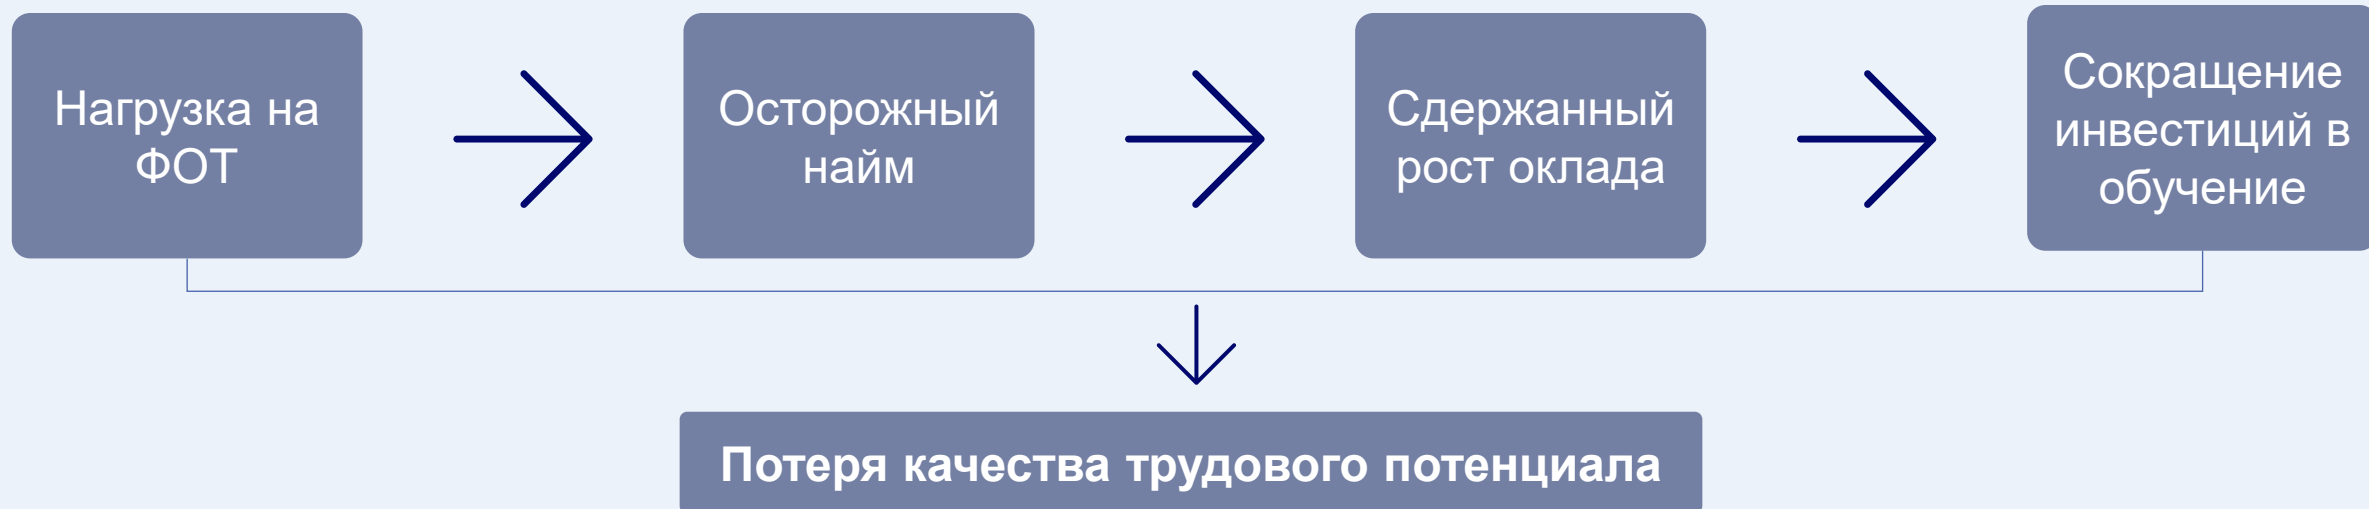 Нагрузка на
ФОТ
Осторожный
найм
Сдержанный
рост оклада
Сокращение
инвестиций в
обучение
Потеря качества трудового потенциала